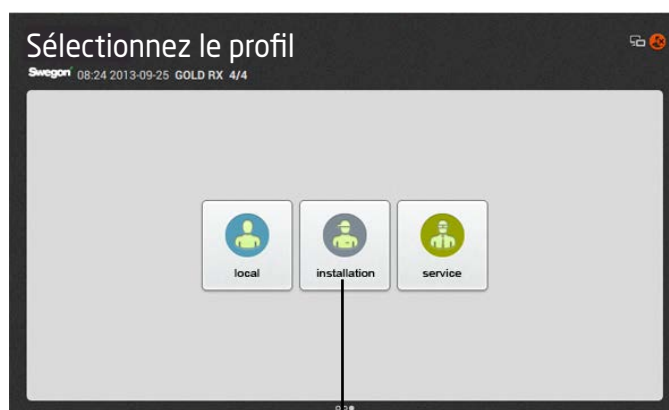 Sélectionnez le profil
Swegon 08:24 2013-09-25 GOLD RX 4/4
local
installation
service